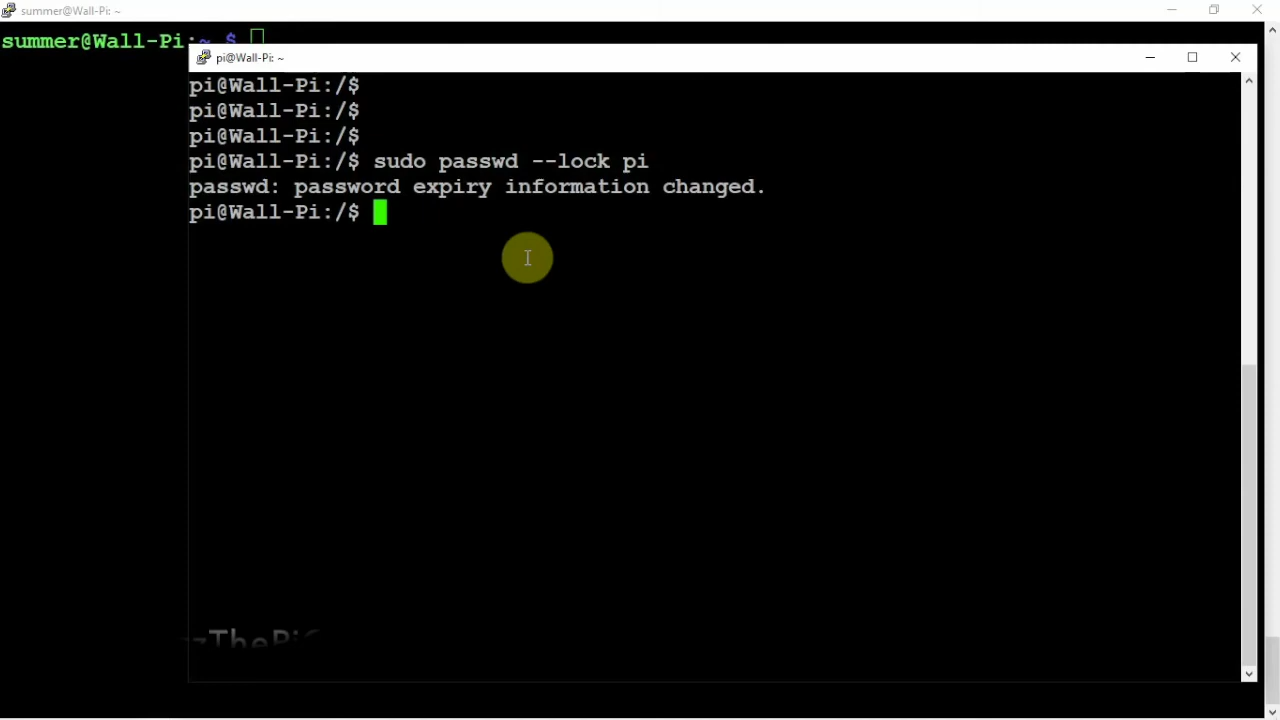 summer@Wall-Pi: ~
summer@Wall-Pi:~ $
pi@Wall-Pi: ~
pi@Wall-Pi:/$
pi@Wall-Pi:/$
pi@Wall-Pi:/$
pi@Wall-Pi:/$ sudo passwd --lock pi
passwd: password expiry information changed.
pi@Wall-Pi:/$